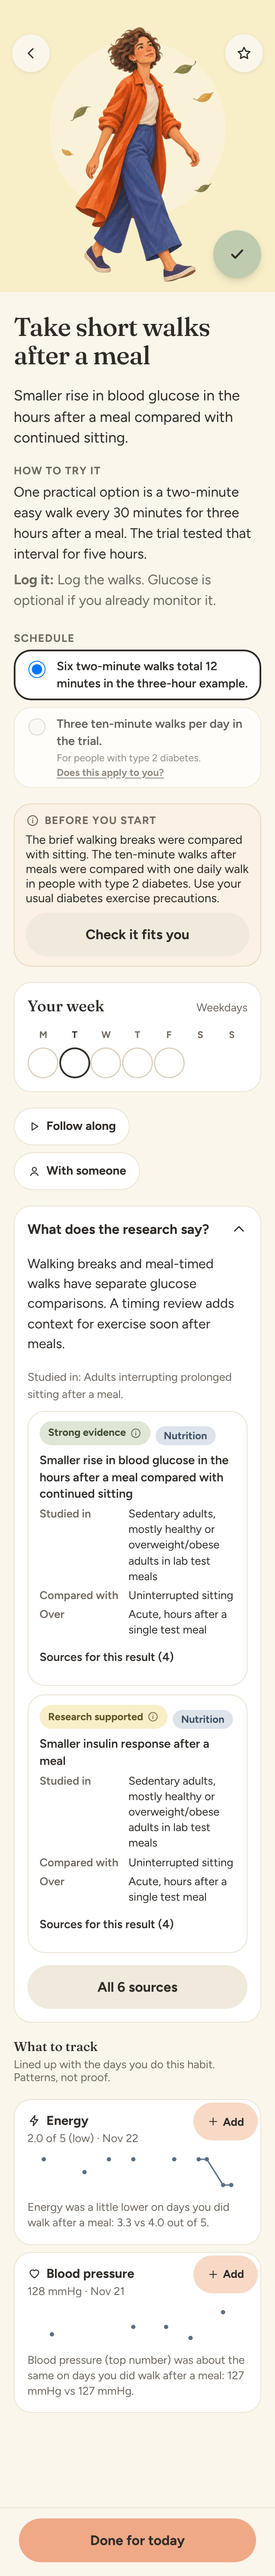 Take short walks
after a meal
Smaller rise in blood glucose in the
hours after a meal compared with
continued sitting.
HOW TO TRY IT
One practical option is a two-minute
easy walk every 30 minutes for three
hours after a meal. The trial tested that
interval for five hours.
Log it: Log the walks. Glucose is
optional if you already monitor it.
SCHEDULE
Six two-minute walks total 12
minutes in the three-hour example.
Three ten-minute walks per day in
the trial.
For people with type 2 diabetes.
Does this apply to you?
BEFORE YOU START
The brief walking breaks were compared
with sitting. The ten-minute walks after
meals were compared with one daily walk
in people with type 2 diabetes. Use your
usual diabetes exercise precautions.
Check it fits you
Your week
Weekdays
M T W T F S S
Follow along
With someone
What does the research say?
Walking breaks and meal-timed
walks have separate glucose
comparisons. A timing review adds
context for exercise soon after
meals.
Studied in: Adults interrupting prolonged
sitting after a meal.
Strong evidence
Nutrition
Smaller rise in blood glucose in the
hours after a meal compared with
continued sitting
Studied in Sedentary adults,
mostly healthy or
overweight/obese
adults in lab test
meals
Compared with Uninterrupted sitting
Over Acute, hours after a
single test meal
Sources for this result (4)
Research supported
Nutrition
Smaller insulin response after a
meal
Studied in Sedentary adults,
mostly healthy or
overweight/obese
adults in lab test
meals
Compared with Uninterrupted sitting
Over Acute, hours after a
single test meal
Sources for this result (4)
All 6 sources
What to track
Lined up with the days you do this habit.
Patterns, not proof.
Energy
+ Add
2.0 of 5 (low) · Nov 22
Energy was a little lower on days you did
walk after a meal: 3.3 vs 4.0 out of 5.
Blood pressure
+ Add
128 mmHg · Nov 21
Blood pressure (top number) was about the
same on days you did walk after a meal: 127
mmHg vs 127 mmHg.
Done for today